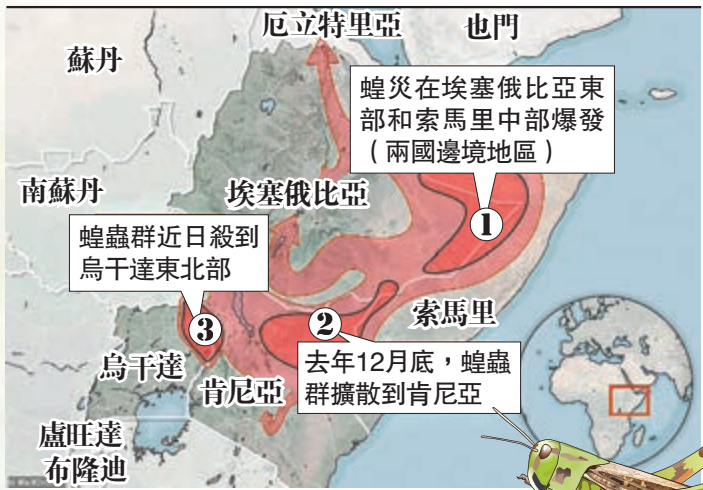 厄立特里亞
也門
蘇丹
蝗災在埃塞俄比亞東
部和索馬里中部爆發
（兩國邊境地區）
南蘇丹
埃塞俄比亞
1
蝗蟲群近日殺到
烏干達東北部
索馬里
3
2
烏干達
肯尼亞
去年12月底，蝗蟲
群擴散到肯尼亞
盧旺達
布隆迪